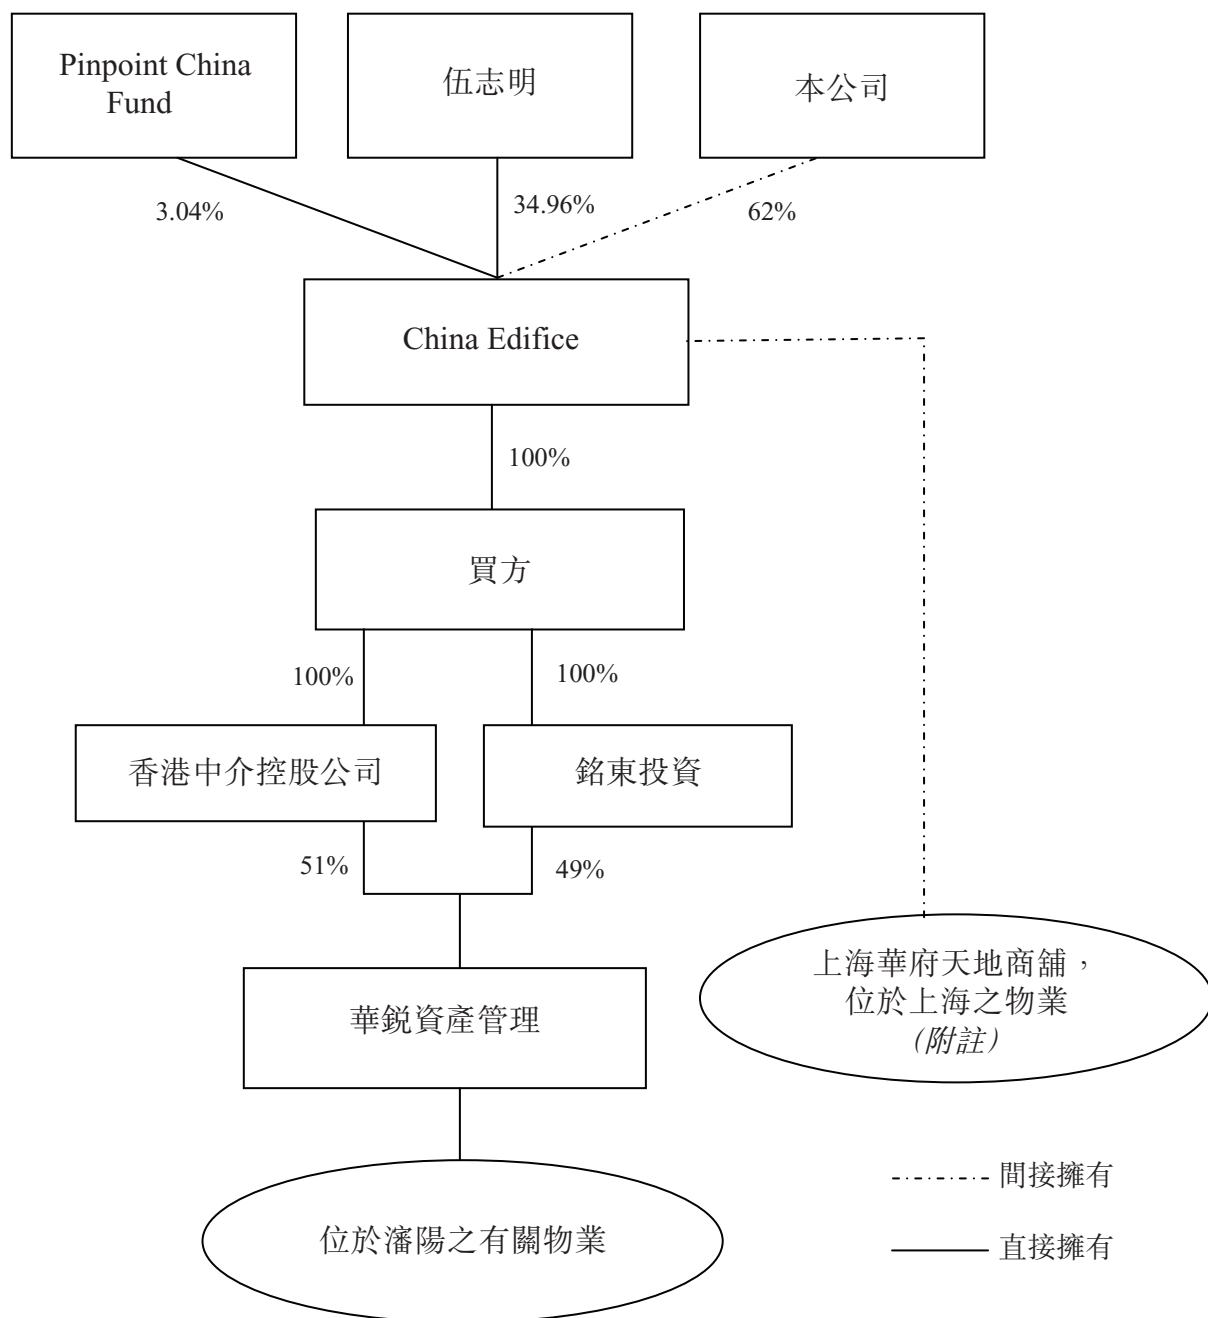 Pinpoint China
Fund
伍志明
本公司
3.04%
34.96%
62%
China Edifice
100%
買方
100%
100%
香港中介控股公司
銘東投資
51%
49%
上海華府天地商舖，
位於上海之物業
(附註)
華銳資產管理
間接擁有
位於瀋陽之有關物業
直接擁有